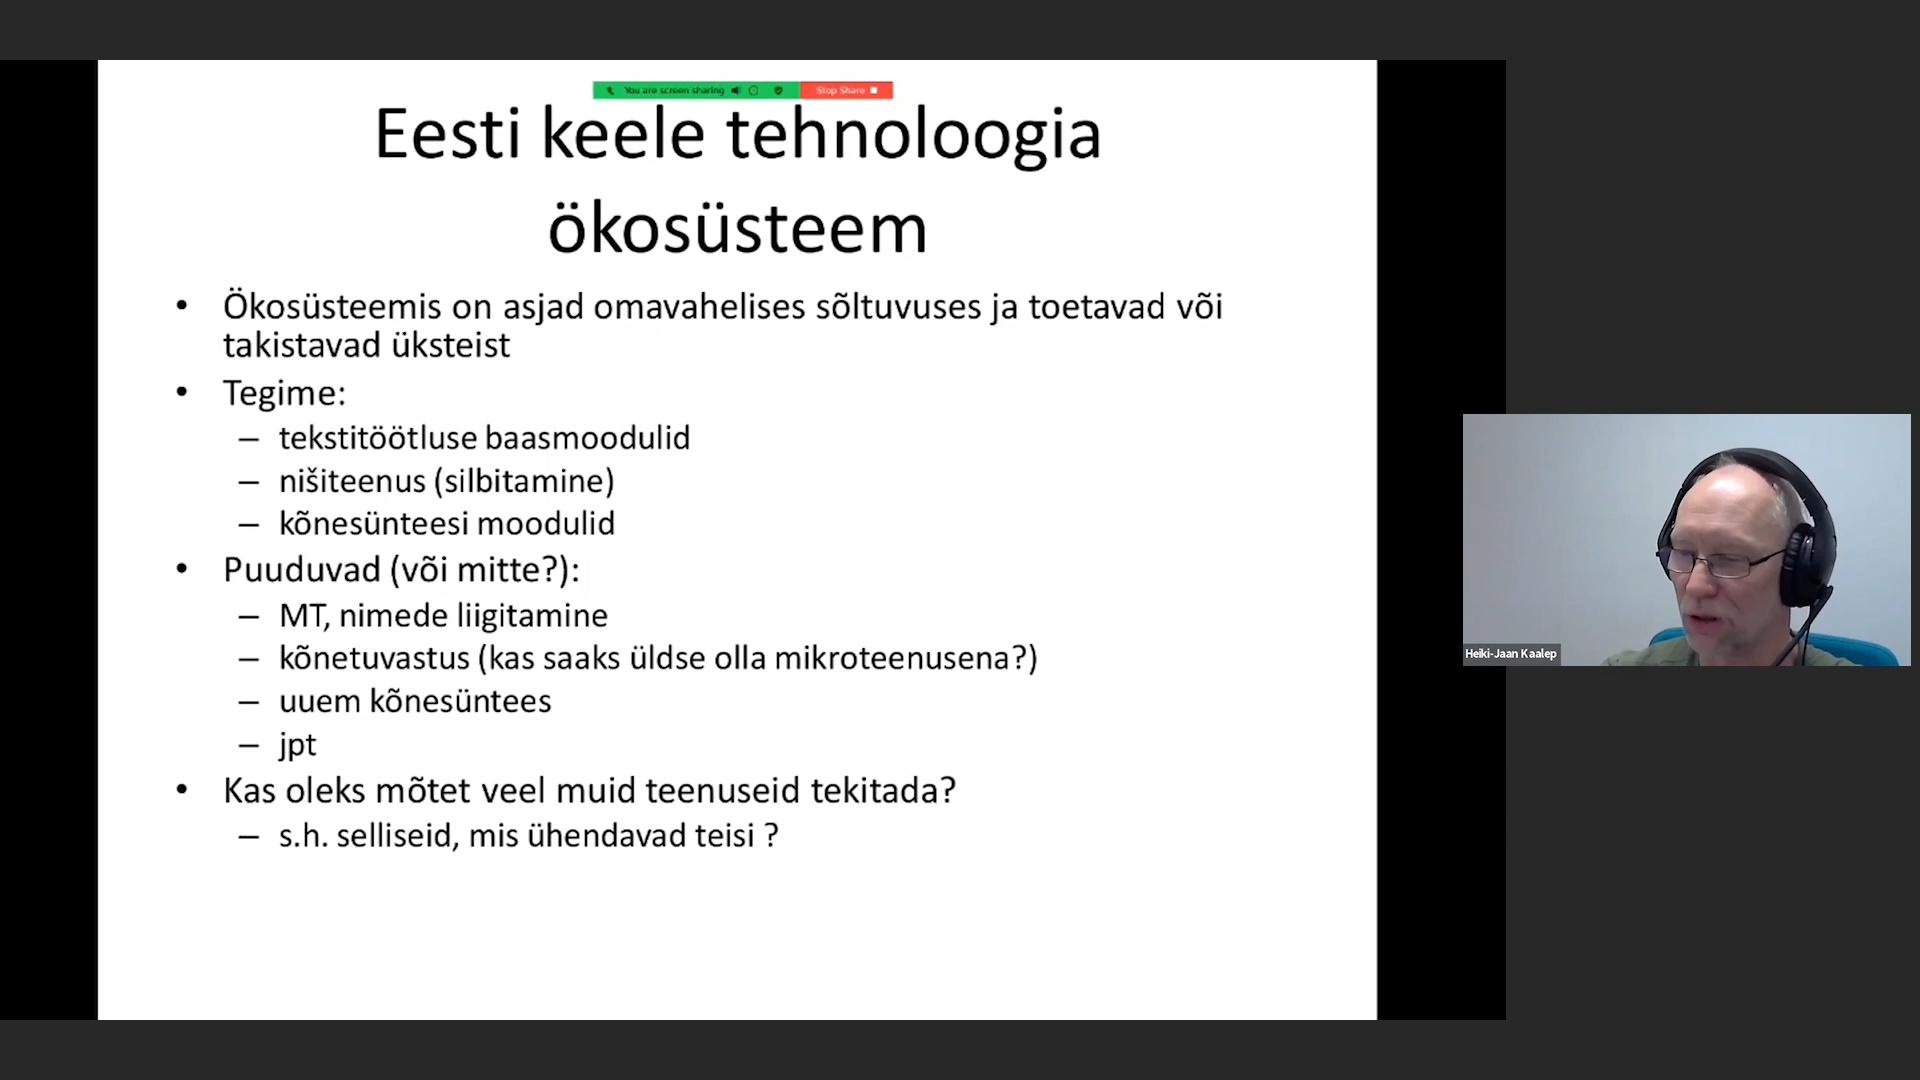 You are screen sharing
Stop Share
Eesti keele tehnoloogia
ökosüsteem
• Ökosüsteemis on asjad omavahelises sõltuvuses ja toetavad või
takistavad üksteist
• Tegime:
– tekstitöötluse baasmoodulid
– nišiteenus (silbitamine)
– kõnesünteesi moodulid
• Puuduvad (või mitte?):
– MT, nimede liigitamine
– kõnetuvastus (kas saaks üldse olla mikroteenusena?)
– uuem kõnesüntees
– jpt
• Kas oleks mõtet veel muid teenuseid tekitada?
– s.h. selliseid, mis ühendavad teisi ?
Heiki-Jaan Kaalep